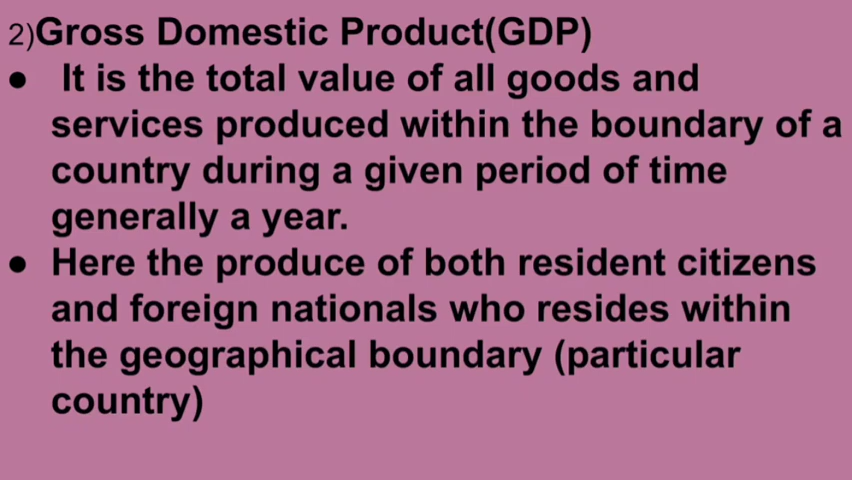 2)Gross Domestic Product(GDP)
● It is the total value of all goods and
services produced within the boundary of a
country during a given period of time
generally a year.
● Here the produce of both resident citizens
and foreign nationals who resides within
the geographical boundary (particular
country)